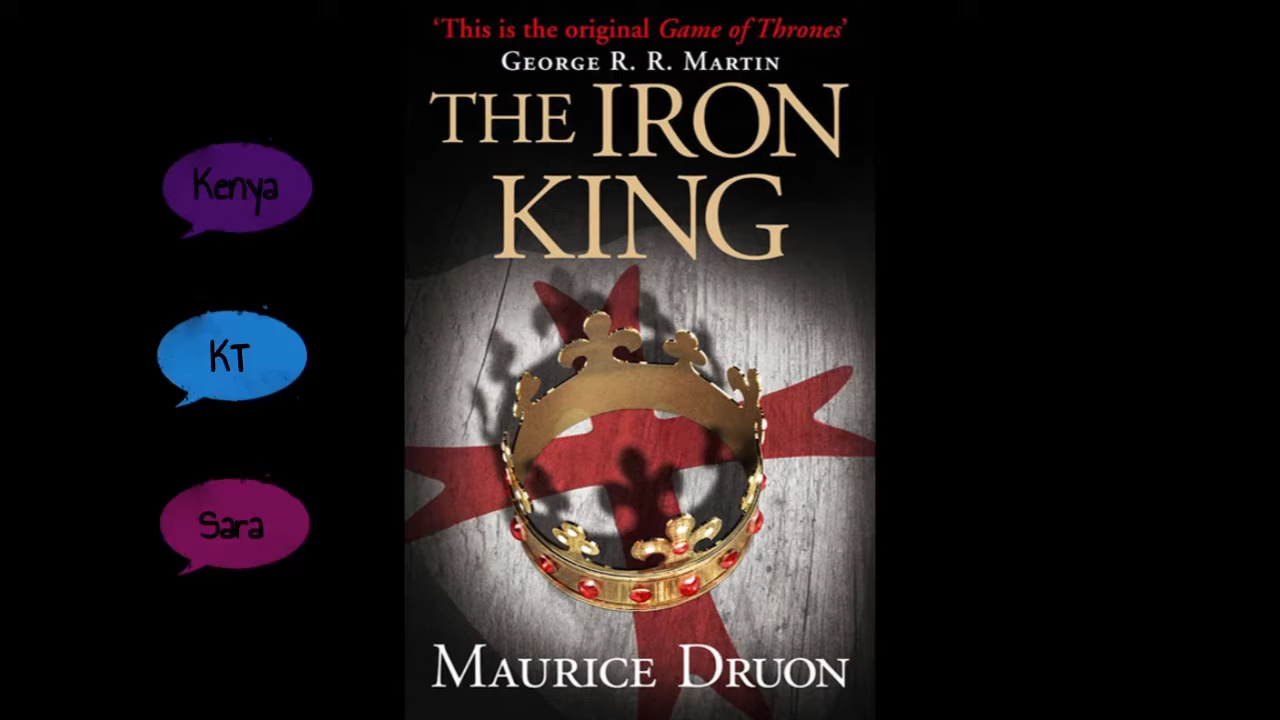 'This is the original Game of Thrones'
GEORGE R. R. MARTIN
THE IRON
KING
Kenya
KT
Sara
MAURICE DRUON